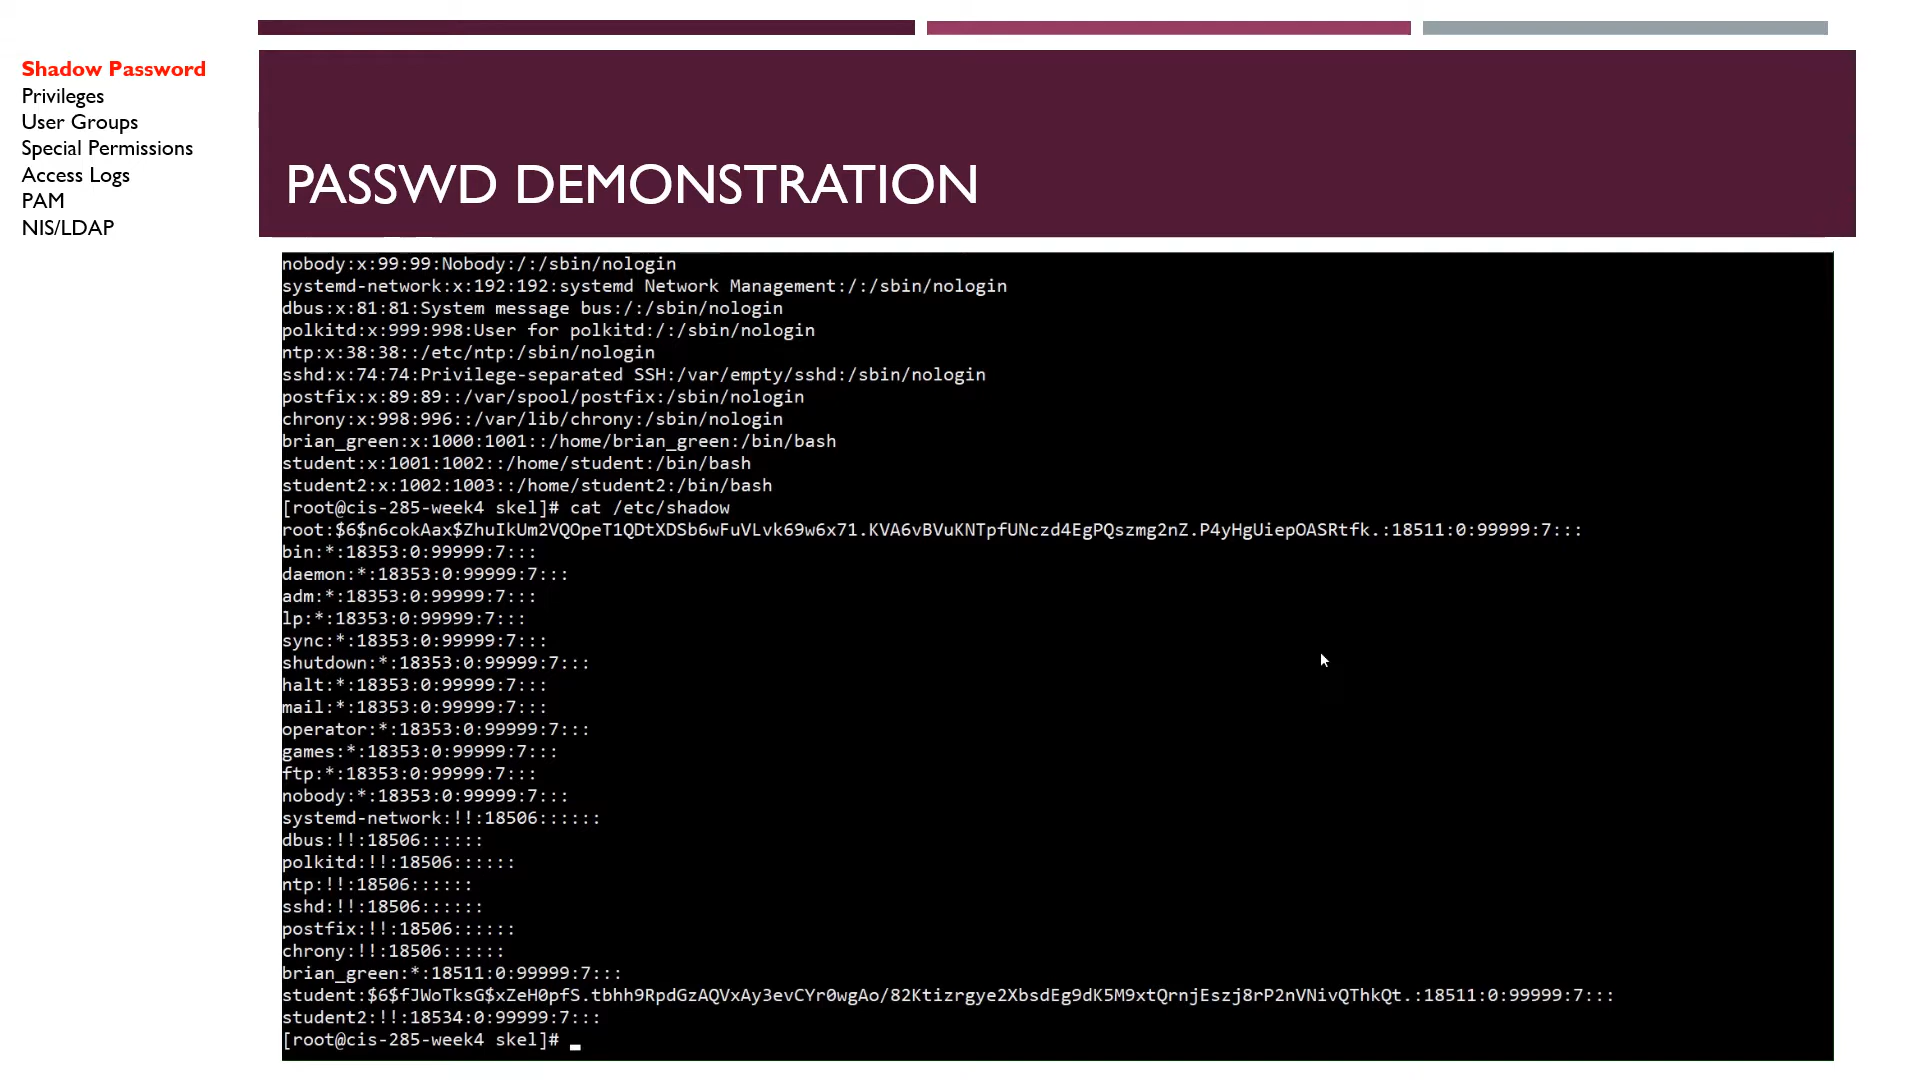 Shadow Password
Privileges
User Groups
Special Permissions
Access Logs
PAM
NIS/LDAP
PASSWD DEMONSTRATION
nobody:x:99:99:Nobody:/:/sbin/nologin
systemd-network:x:192:192:systemd Network Management:/:/sbin/nologin
dbus:x:81:81:System message bus:/:/sbin/nologin
polkitd:x:999:998:User for polkitd:/:/sbin/nologin
ntp:x:38:38::/etc/ntp:/sbin/nologin
sshd:x:74:74:Privilege-separated SSH:/var/empty/sshd:/sbin/nologin
postfix:x:89:89::/var/spool/postfix:/sbin/nologin
chrony:x:998:996::/var/lib/chrony:/sbin/nologin
brian_green:x:1000:1001::/home/brian_green:/bin/bash
student:x:1001:1002::/home/student:/bin/bash
student2:x:1002:1003::/home/student2:/bin/bash
[root@cis-285-week4 skel]# cat /etc/shadow
root:$6$n6cokAax$ZhuIkUm2VQOpeT1QDtXDSb6wFuVLvk69w6x71.KVA6vBVuKNTpfUNczd4EgPQszmg2nZ.P4yHgUiepOASRtfk.:18511:0:99999:7:::
bin:*:18353:0:99999:7:::
daemon:*:18353:0:99999:7:::
adm:*:18353:0:99999:7:::
lp:*:18353:0:99999:7:::
sync:*:18353:0:99999:7:::
shutdown:*:18353:0:99999:7:::
halt:*:18353:0:99999:7:::
mail:*:18353:0:99999:7:::
operator:*:18353:0:99999:7:::
games:*:18353:0:99999:7:::
ftp:*:18353:0:99999:7:::
nobody:*:18353:0:99999:7:::
systemd-network:!!:18506::::::
dbus:!!:18506::::::
polkitd:!!:18506::::::
ntp:!!:18506::::::
sshd:!!:18506::::::
postfix:!!:18506::::::
chrony:!!:18506::::::
brian_green:*:18511:0:99999:7:::
student:$6$fJWoTksG$xZeH0pfS.tbhh9RpdGzAQVxAy3evCYr0wgAo/82Ktizrgye2XbsdEg9dK5M9xtQrnjEszj8rP2nVNivQThkQt.:18511:0:99999:7:::
student2:!!:18534:0:99999:7:::
[root@cis-285-week4 skel]#